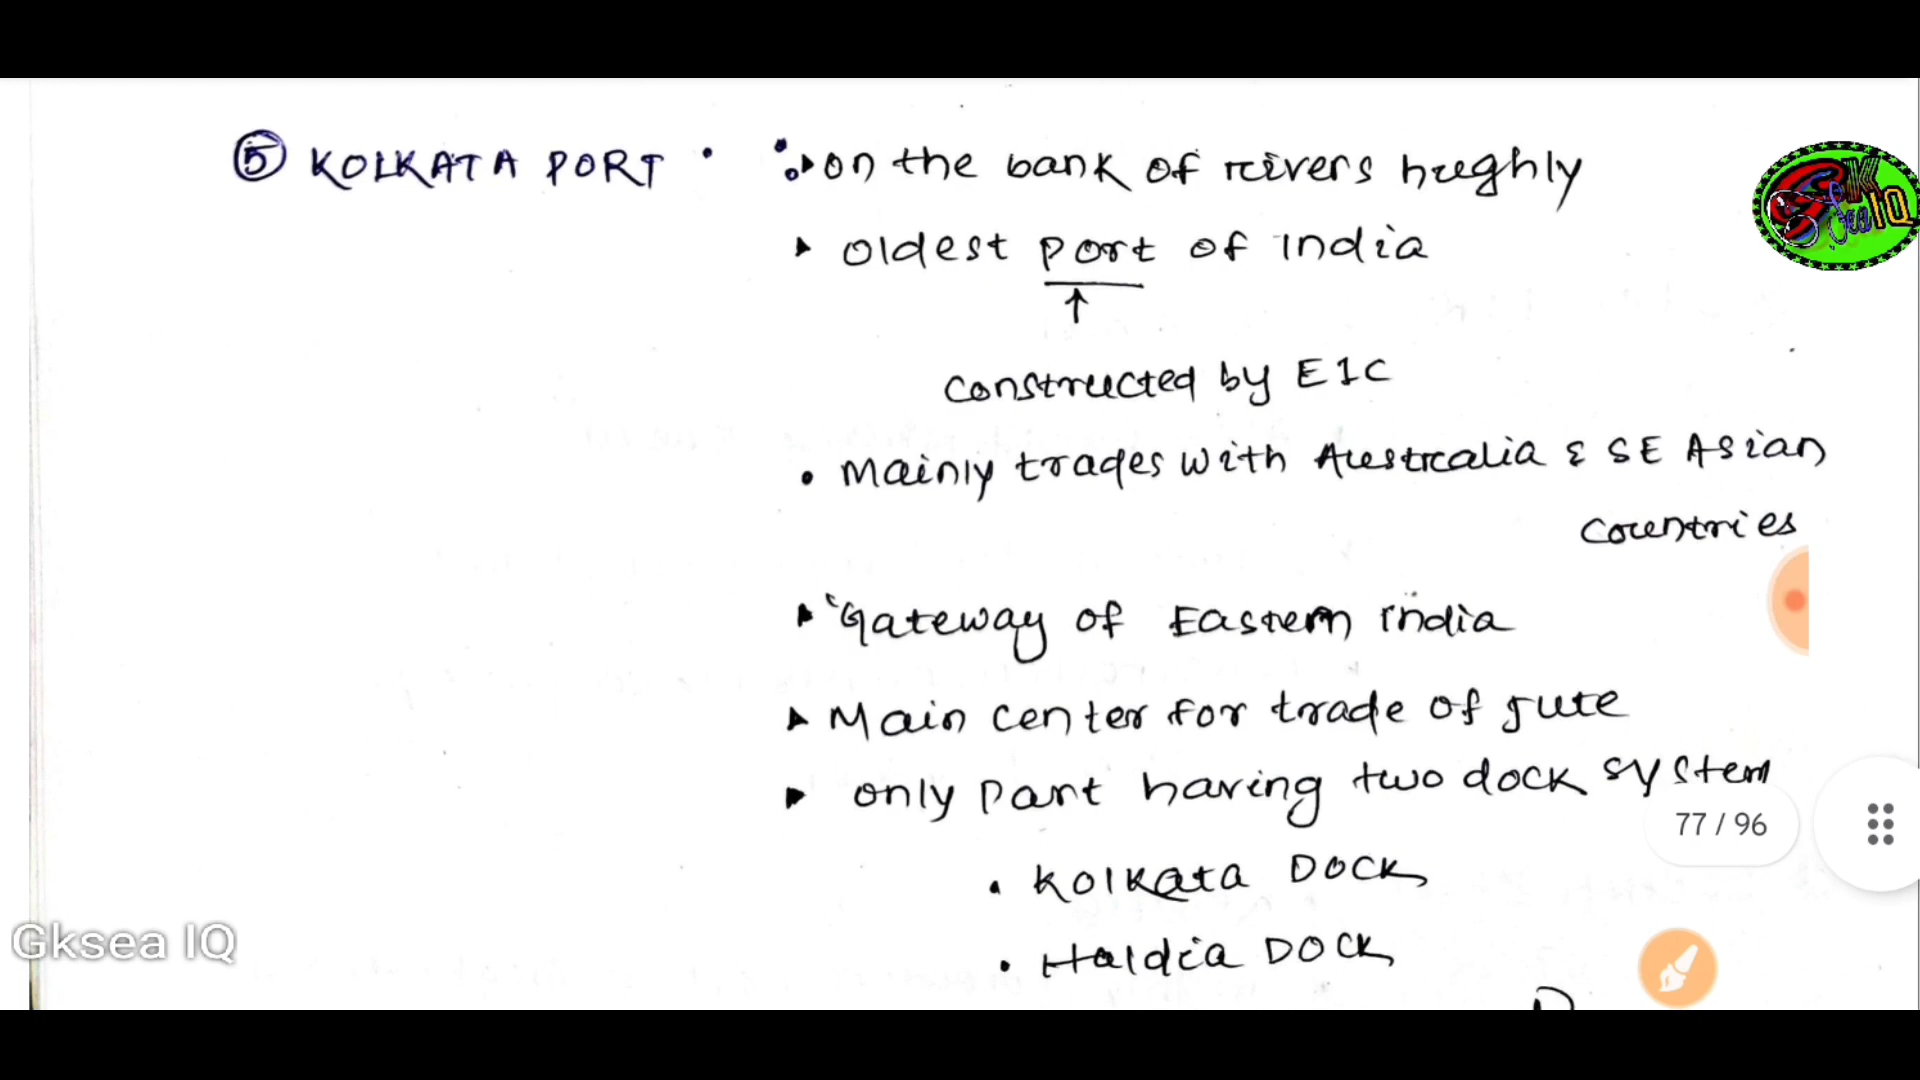 5 KOLKATA PORT : on the bank of rivers hughly
oldest port of india
↑
constructed by EIC
• Mainly trades with Australia & SE Asian
countries
'Gateway of Eastern india
Main center for trade of jute
only part having two dock system
77 / 96
• Kolkata DOCK
• Haldia DOCK
Gksea IQ